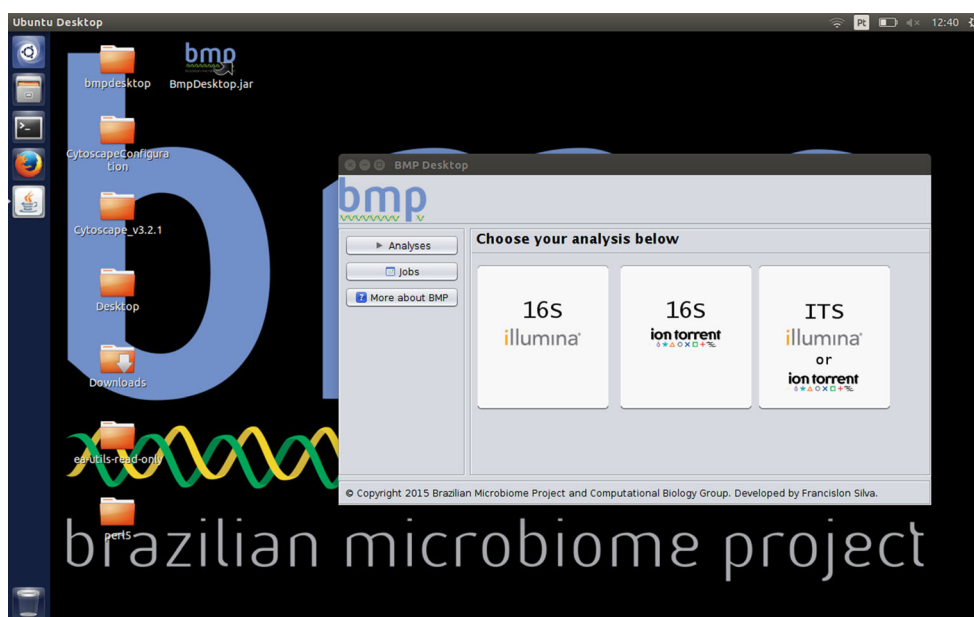 Ubuntu Desktop
Pt
12:40
bmpdesktop
bmp
BmpDesktop.jar
CytoscapeConfigura
tion
Cytoscape_v3.2.1
Desktop
Downloads
ea-utils-read-only
perl5
BMP Desktop
bmp
Analyses
Jobs
? More about BMP
Choose your analysis below
16S
illumina
16S
ion torrent
ITS
illumina
or
ion torrent
© Copyright 2015 Brazilian Microbiome Project and Computational Biology Group. Developed by Francislon Silva.
brazilian microbiome project